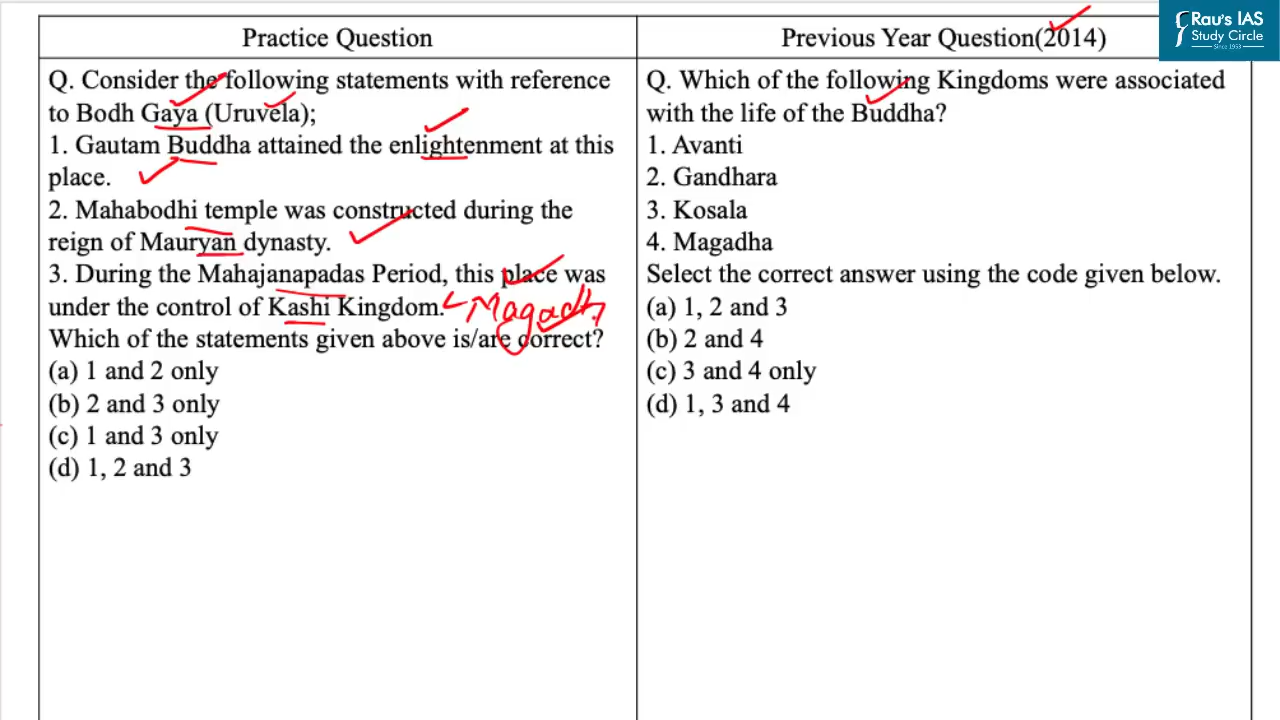 Rau's IAS
Study Circle
Since 1953
Practice Question
Q. Consider the following statements with reference
to Bodh Gaya (Uruvela);
1. Gautam Buddha attained the enlightenment at this
place.
2. Mahabodhi temple was constructed during the
reign of Mauryan dynasty.
3. During the Mahajanapadas Period, this place was
under the control of Kashi Kingdom. Magadh
Which of the statements given above is/are correct?
(a) 1 and 2 only
(b) 2 and 3 only
(c) 1 and 3 only
(d) 1, 2 and 3
Previous Year Question(2014)
Q. Which of the following Kingdoms were associated
with the life of the Buddha?
1. Avanti
2. Gandhara
3. Kosala
4. Magadha
Select the correct answer using the code given below.
(a) 1, 2 and 3
(b) 2 and 4
(c) 3 and 4 only
(d) 1, 3 and 4